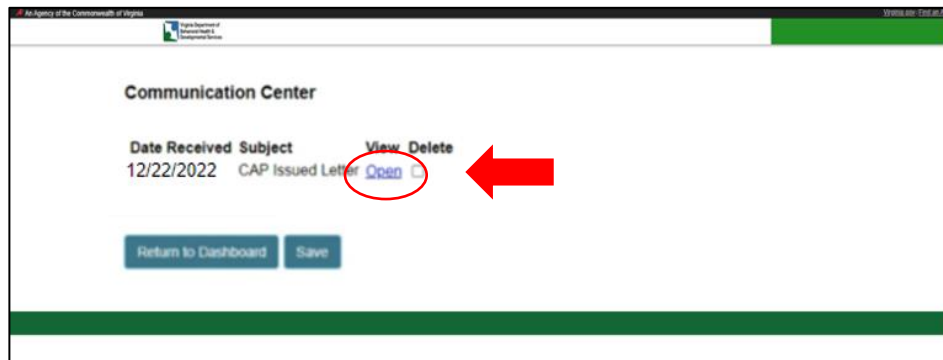 An Agency of the Commonwealth of Virginia
Virginia Department of
Behavioral Health &
Developmental Services
Communication Center
Date Received Subject View Delete
12/22/2022 CAP Issued Letter Open
Return to Dashboard Save